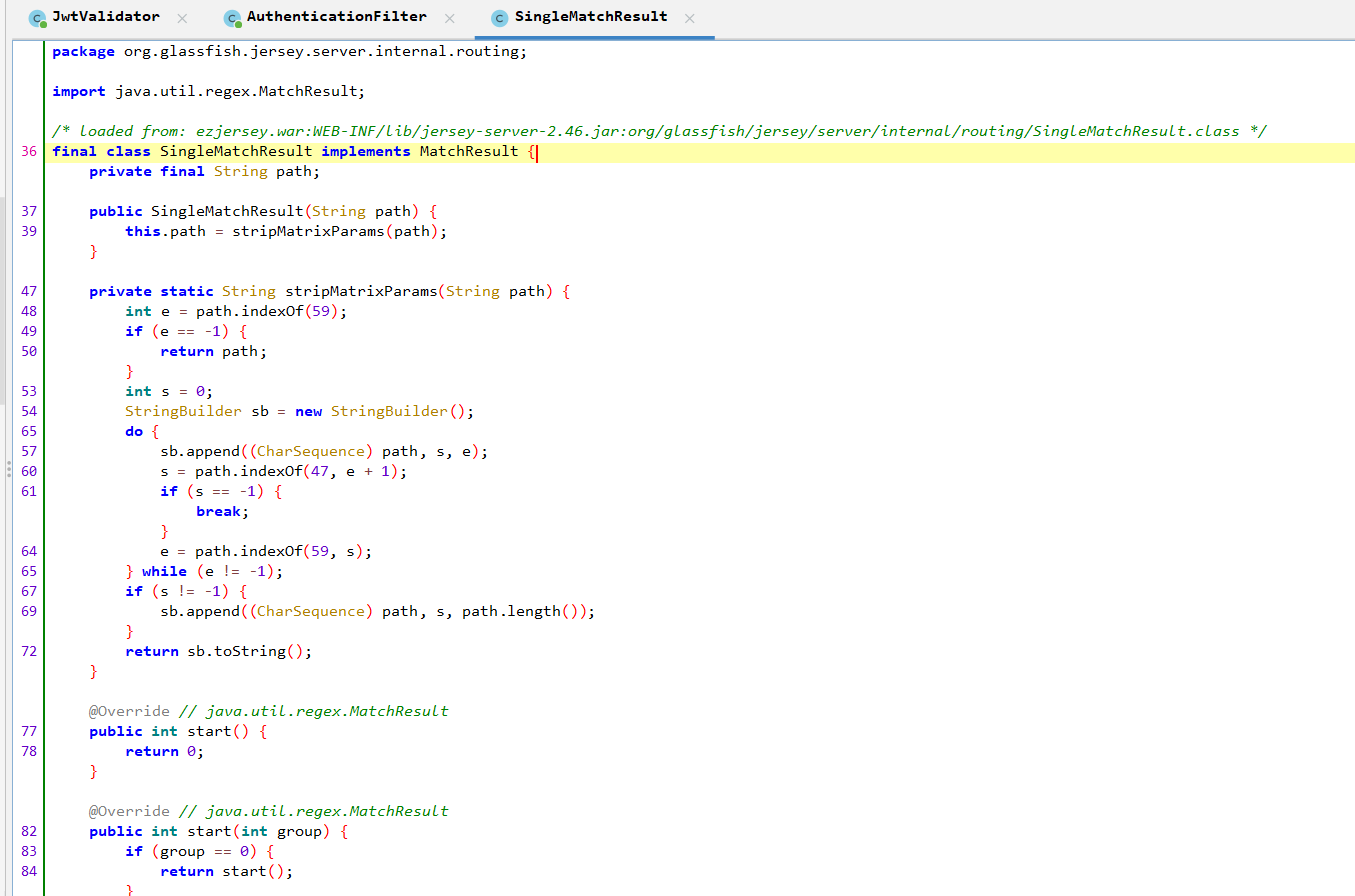 JwtValidator × AuthenticationFilter × SingleMatchResult ×
package org.glassfish.jersey.server.internal.routing;
import java.util.regex.MatchResult;
/* loaded from: ezjersey.war:WEB-INF/lib/jersey-server-2.46.jar:org/glassfish/jersey/server/internal/routing/SingleMatchResult.class */
36 final class SingleMatchResult implements MatchResult {
private final String path;
37 public SingleMatchResult(String path) {
39 this.path = stripMatrixParams(path);
}
47 private static String stripMatrixParams(String path) {
48 int e = path.indexOf(59);
49 if (e == -1) {
50 return path;
}
53 int s = 0;
54 StringBuilder sb = new StringBuilder();
65 do {
57 sb.append((CharSequence) path, s, e);
60 s = path.indexOf(47, e + 1);
61 if (s == -1) {
break;
}
64 e = path.indexOf(59, s);
65 } while (e != -1);
67 if (s != -1) {
69 sb.append((CharSequence) path, s, path.length());
}
72 return sb.toString();
}
@Override // java.util.regex.MatchResult
77 public int start() {
78 return 0;
}
@Override // java.util.regex.MatchResult
82 public int start(int group) {
83 if (group == 0) {
84 return start();
}